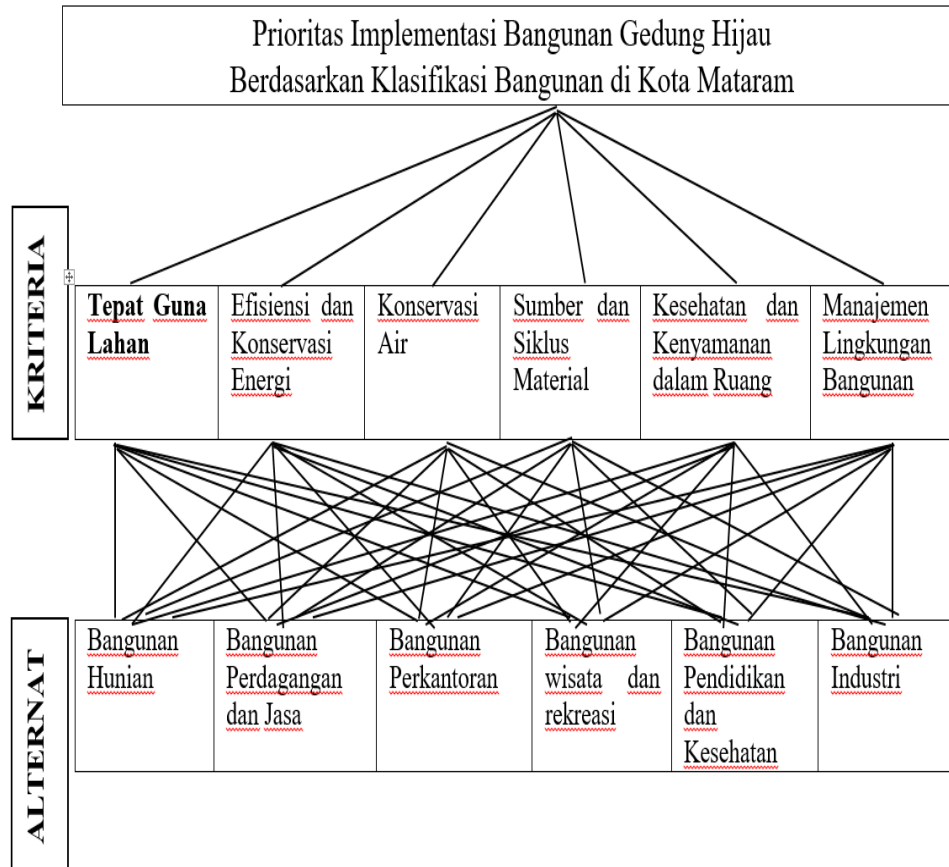 Prioritas Implementasi Bangunan Gedung Hijau
Berdasarkan Klasifikasi Bangunan di Kota Mataram
KRITERIA
Tepat Guna
Lahan
Efisiensi dan
Konservasi
Energi
Konservasi
Air
Sumber dan
Siklus
Material
Kesehatan dan
Kenyamanan
dalam Ruang
Manajemen
Lingkungan
Bangunan
ALTERNAT
Bangunan
Hunian
Bangunan
Perdagangan
dan Jasa
Bangunan
Perkantoran
Bangunan
wisata dan
rekreasi
Bangunan
Pendidikan
dan
Kesehatan
Bangunan
Industri